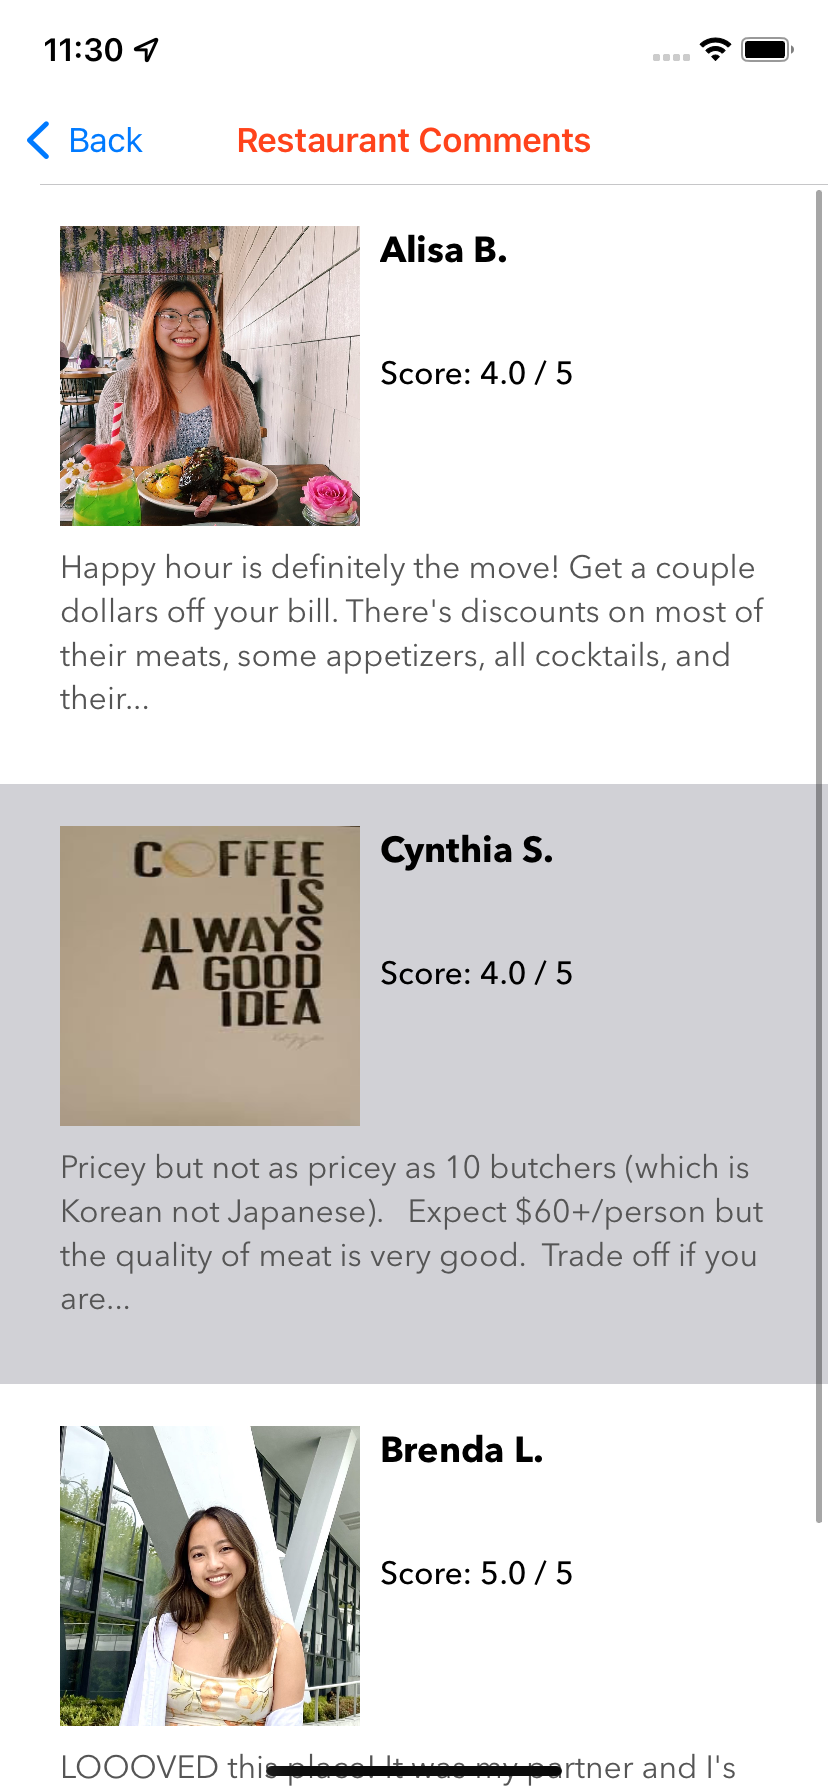 11:30
Back
Restaurant Comments
Alisa B.
Score: 4.0 / 5
Happy hour is definitely the move! Get a couple
dollars off your bill. There's discounts on most of
their meats, some appetizers, all cocktails, and
their...
COFFEE
IS
ALWAYS
A GOOD
IDEA
Cynthia S.
Score: 4.0 / 5
Pricey but not as pricey as 10 butchers (which is
Korean not Japanese).   Expect $60+/person but
the quality of meat is very good.  Trade off if you
are...
Brenda L.
Score: 5.0 / 5
LOOOVED this place! It was my partner and I's